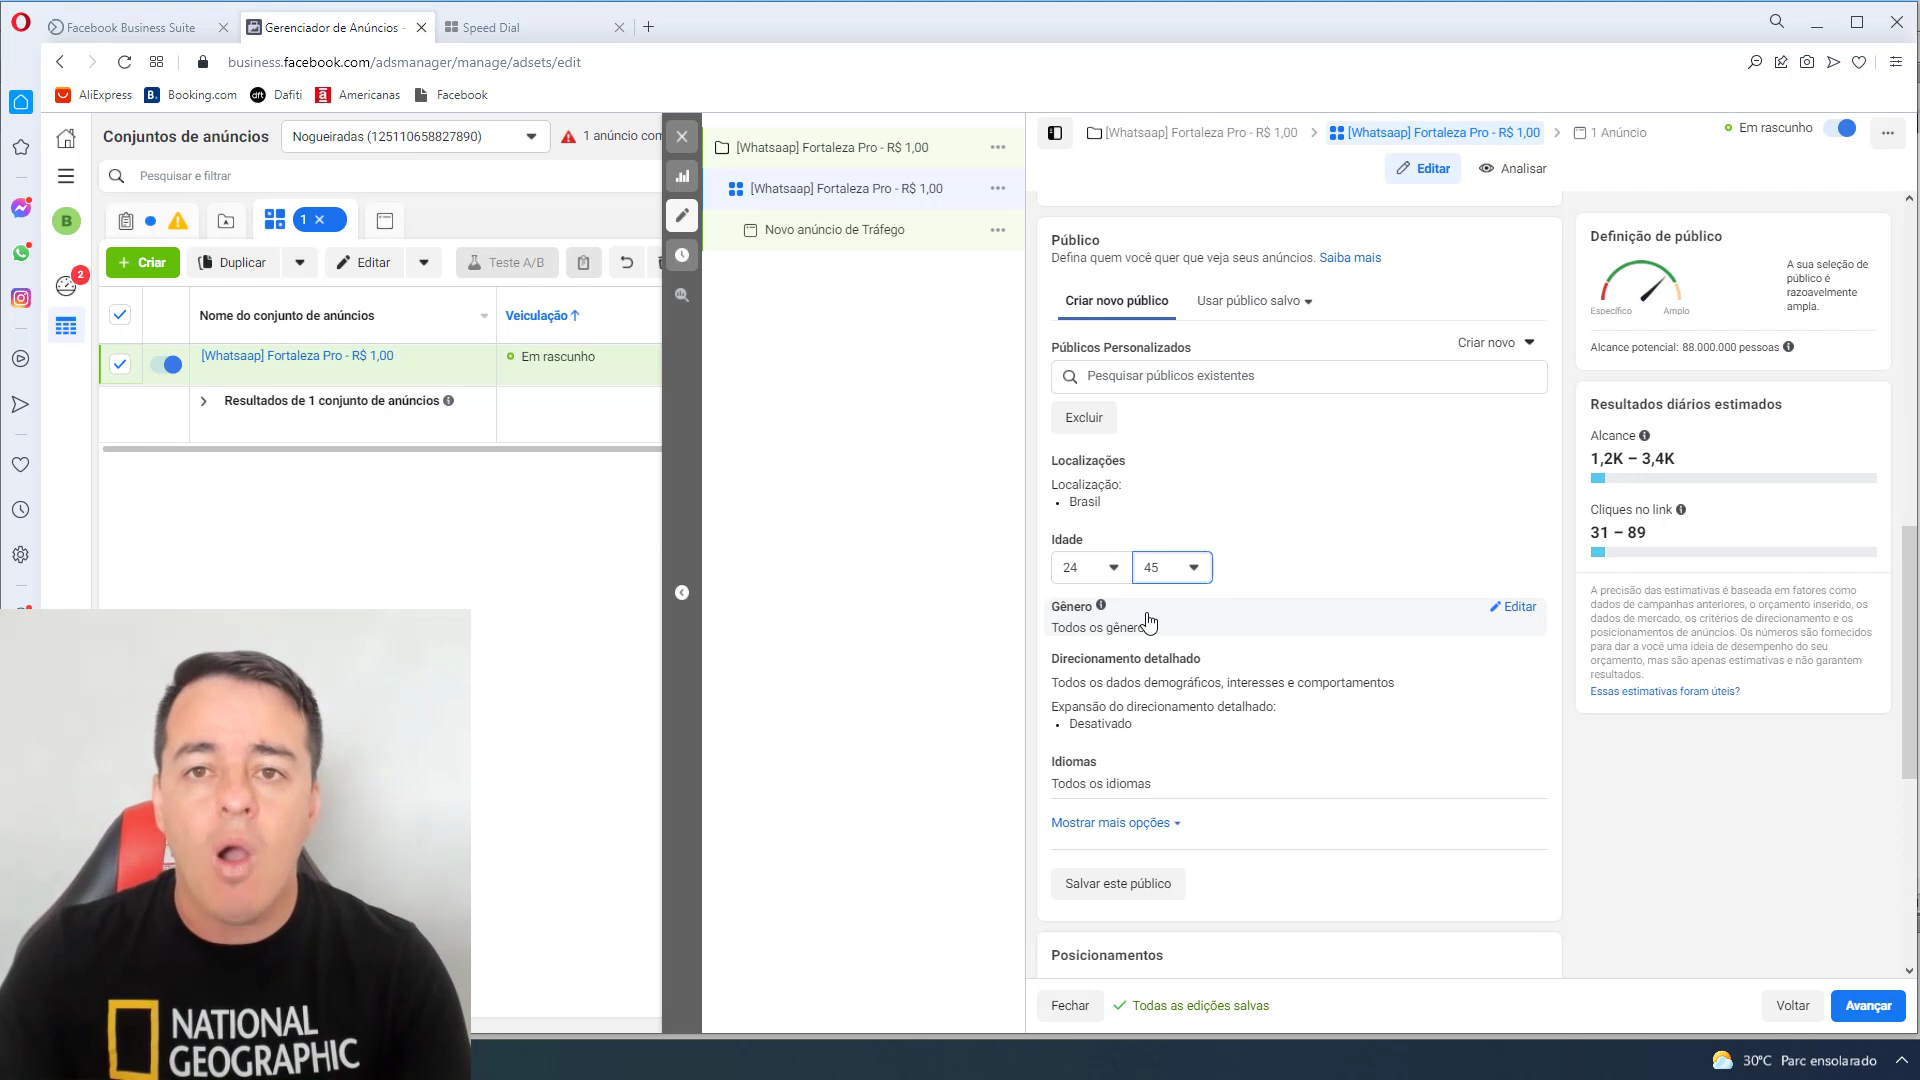 Facebook Business Suite
Gerenciador de Anúncios -
Speed Dial
business.facebook.com/adsmanager/manage/adsets/edit
AliExpress
B. Booking.com
dft Dafiti
a Americanas
Facebook
Conjuntos de anúncios
Nogueiradas (125110658827890)
1 anúncio com
Pesquisar e filtrar
B
2
1 ×
+ Criar
Duplicar
Editar
Teste A/B
Nome do conjunto de anúncios
Veiculação↑
[Whatsaap] Fortaleza Pro - R$ 1,00
Em rascunho
Resultados de 1 conjunto de anúncios
[Whatsaap] Fortaleza Pro - R$ 1,00
[Whatsaap] Fortaleza Pro - R$ 1,00
Novo anúncio de Tráfego
[Whatsaap] Fortaleza Pro - R$ 1,00
[Whatsaap] Fortaleza Pro - R$ 1,00
1 Anúncio
Em rascunho
Editar
Analisar
Público
Defina quem você quer que veja seus anúncios. Saiba mais
Criar novo público
Usar público salvo
Públicos Personalizados
Criar novo
Pesquisar públicos existentes
Excluir
Localizações
Localização:
• Brasil
Idade
24
45
Gênero
Editar
Todos os gêner
Direcionamento detalhado
Todos os dados demográficos, interesses e comportamentos
Expansão do direcionamento detalhado:
• Desativado
Idiomas
Todos os idiomas
Mostrar mais opções
Salvar este público
Posicionamentos
Fechar
Todas as edições salvas
Voltar
Avançar
Definição de público
A sua seleção de
público é
razoavelmente
ampla.
Específico
Amplo
Alcance potencial: 88.000.000 pessoas
Resultados diários estimados
Alcance
1,2K – 3,4K
Cliques no link
31 – 89
A precisão das estimativas é baseada em fatores como
dados de campanhas anteriores, o orçamento inserido, os
dados de mercado, os critérios de direcionamento e os
posicionamentos de anúncios. Os números são fornecidos
para dar a você uma ideia de desempenho do seu
orçamento, mas são apenas estimativas e não garantem
resultados.
Essas estimativas foram úteis?
NATIONAL
GEOGRAPHIC
30°C Parc ensolarado